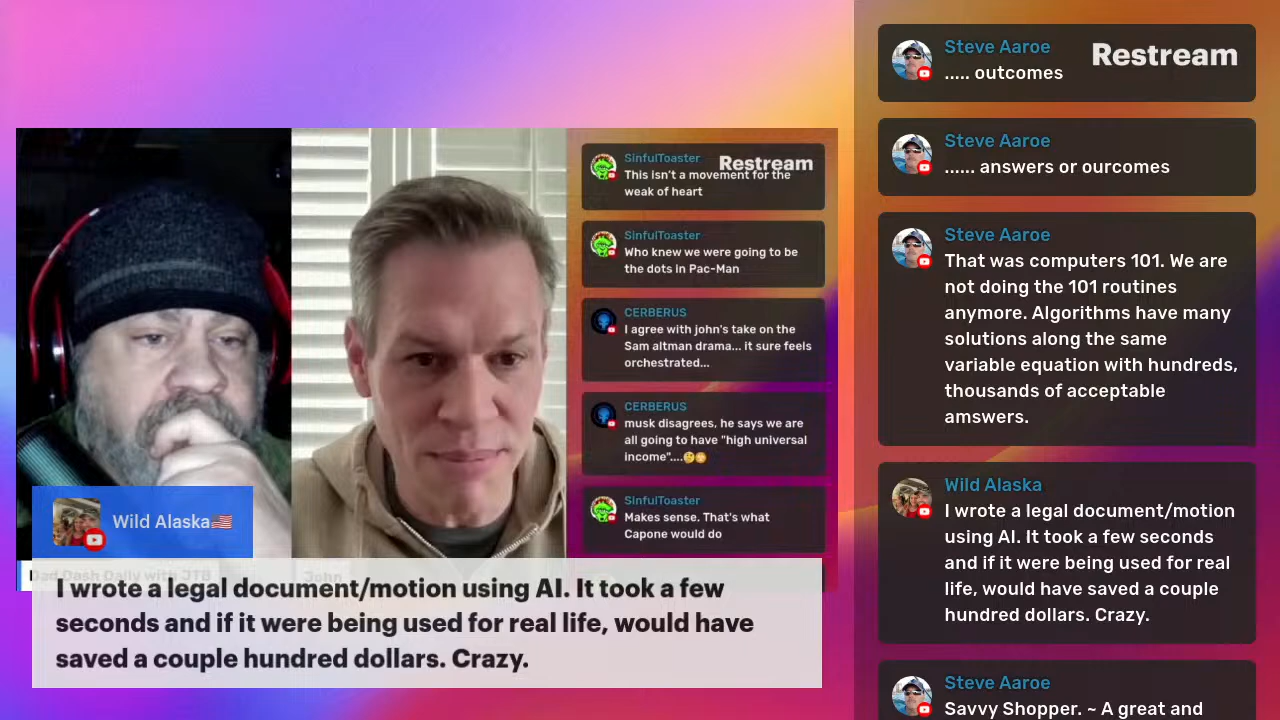 SinfulToaster
Restream
This isn't a movement for the
weak of heart
SinfulToaster
Who knew we were going to be
the dots in Pac-Man
CERBERUS
I agree with john's take on the
Sam altman drama... it sure feels
orchestrated...
CERBERUS
musk disagrees, he says we are
all going to have "high universal
income"....🤔😳
SinfulToaster
Makes sense. That's what
Capone would do
Wild Alaska🇺🇸
Dad Dash Daily with JTB
John
I wrote a legal document/motion using AI. It took a few
seconds and if it were being used for real life, would have
saved a couple hundred dollars. Crazy.
Steve Aaroe
Restream
..... outcomes
Steve Aaroe
...... answers or ourcomes
Steve Aaroe
That was computers 101. We are
not doing the 101 routines
anymore. Algorithms have many
solutions along the same
variable equation with hundreds,
thousands of acceptable
amswers.
Wild Alaska
I wrote a legal document/motion
using AI. It took a few seconds
and if it were being used for real
life, would have saved a couple
hundred dollars. Crazy.
Steve Aaroe
Savvy Shopper. ~ A great and